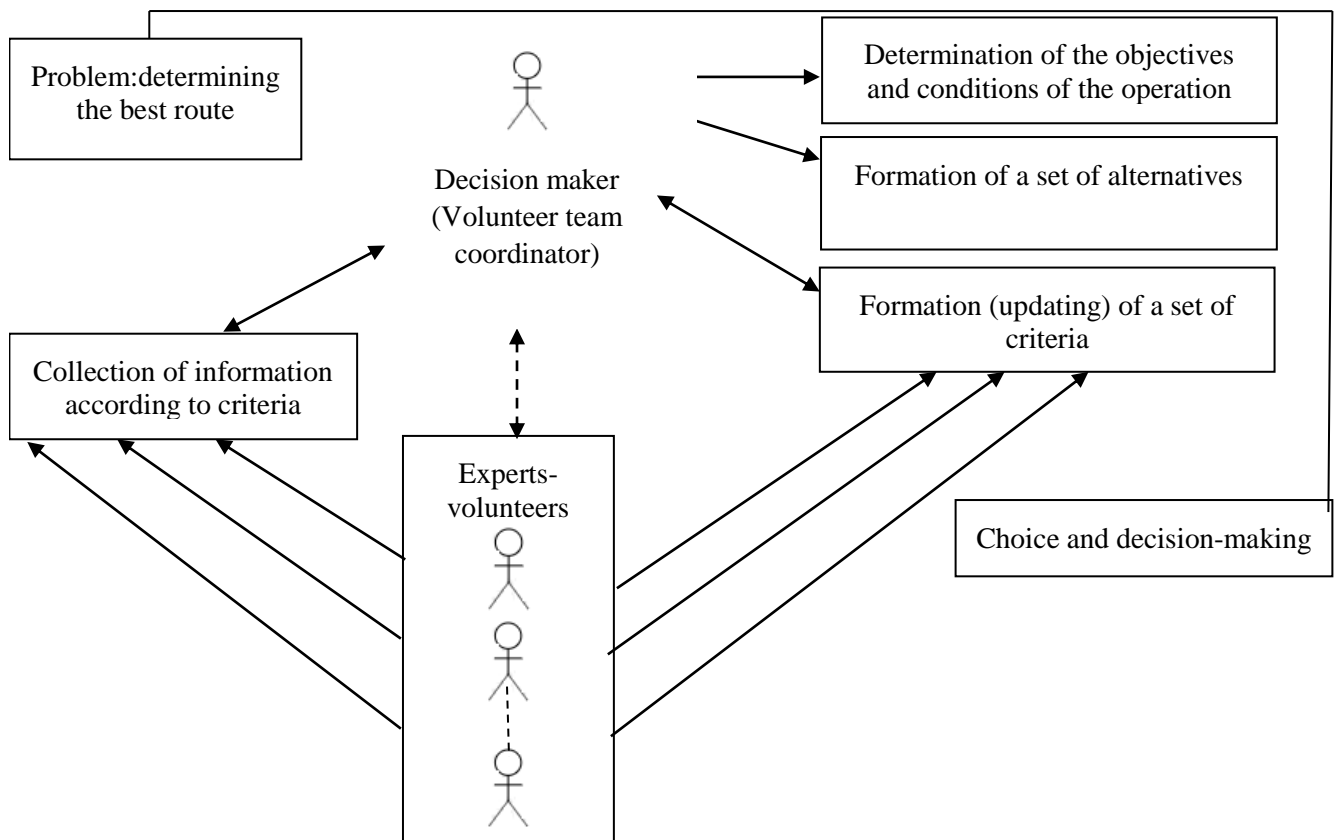 Problem:determining
the best route
Determination of the objectives
and conditions of the operation
Decision maker
(Volunteer team
coordinator)
Formation of a set of alternatives
Formation (updating) of a set of
criteria
Collection of information
according to criteria
Experts-
volunteers
Choice and decision-making